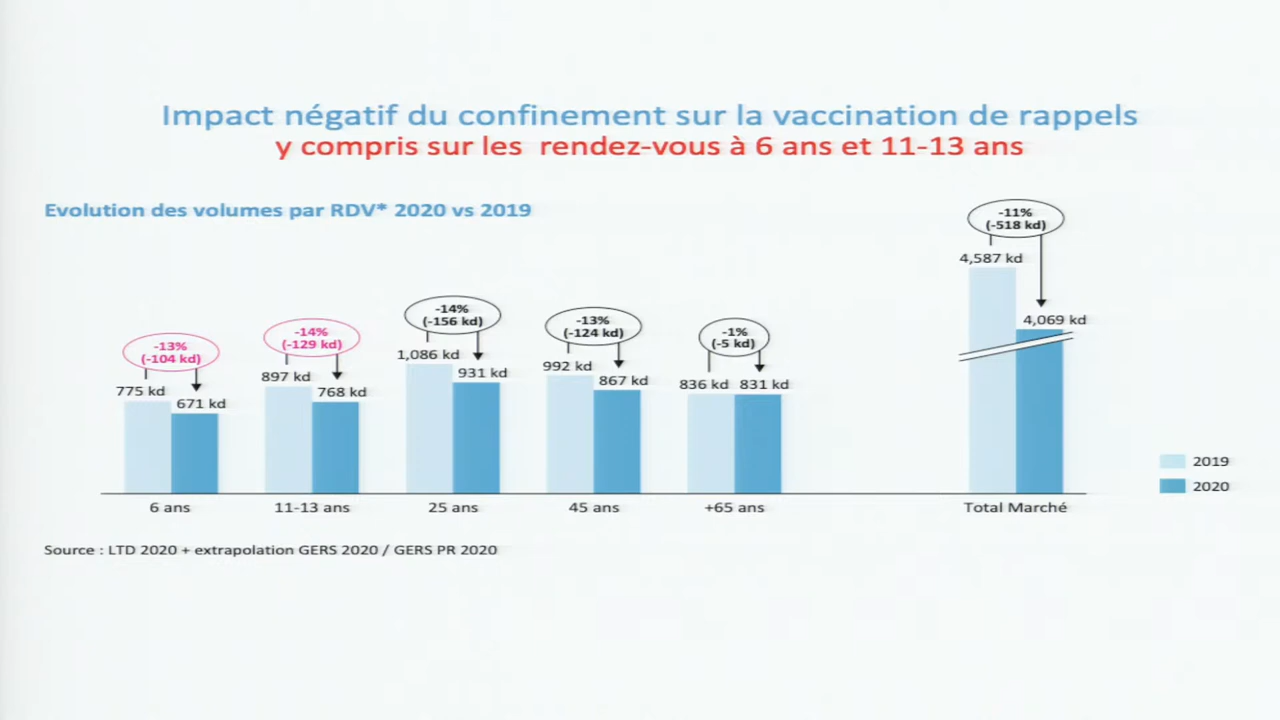 Impact négatif du confinement sur la vaccination de rappels
y compris sur les rendez-vous à 6 ans et 11-13 ans
Evolution des volumes par RDV* 2020 vs 2019
-13%
(-104 kd)
775 kd
671 kd
6 ans
-14%
(-129 kd)
897 kd
768 kd
11-13 ans
-14%
(-156 kd)
1,086 kd
931 kd
25 ans
-13%
(-124 kd)
992 kd
867 kd
45 ans
-1%
(-5 kd)
836 kd
831 kd
+65 ans
-11%
(-518 kd)
4,587 kd
4,069 kd
Total Marché
2019
2020
Source : LTD 2020 + extrapolation GERS 2020 / GERS PR 2020